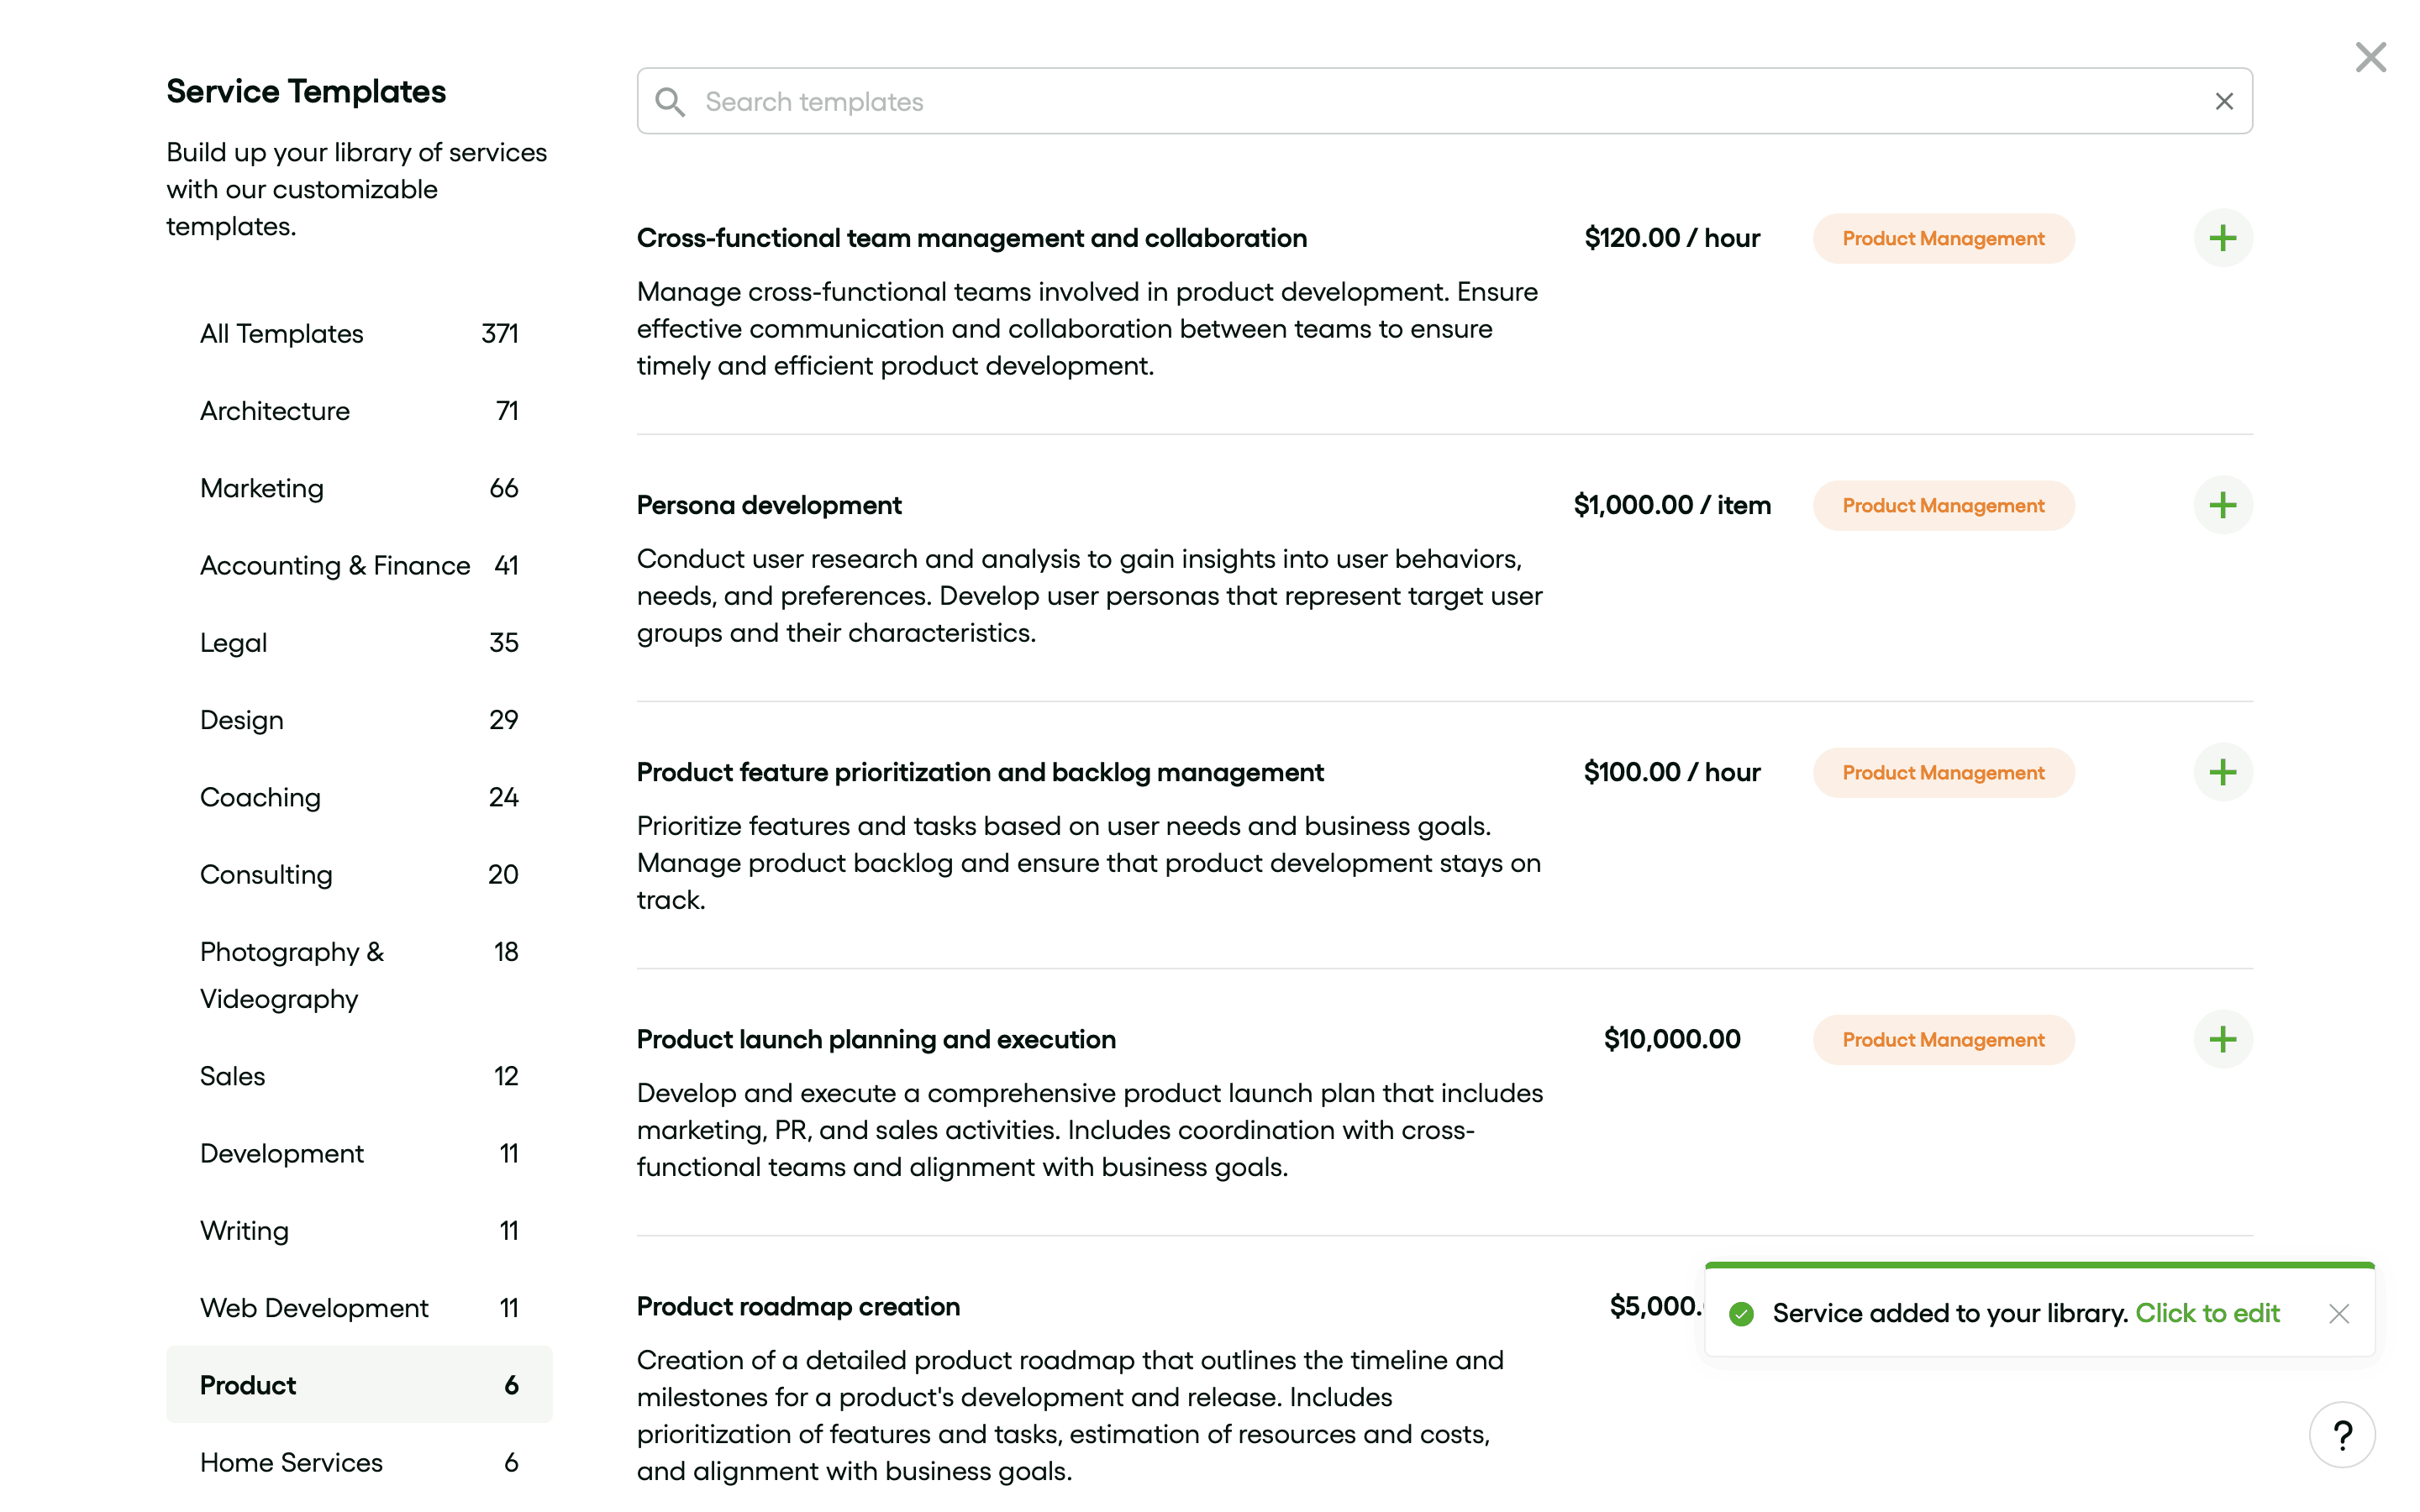 Service Templates
Build up your library of services
with our customizable
templates.
All Templates 371
Architecture 71
Marketing 66
Accounting & Finance 41
Legal 35
Design 29
Coaching 24
Consulting 20
Photography & 18
Videography
Sales 12
Development 11
Writing 11
Web Development 11
Product 6
Home Services 6
Search templates
Cross-functional team management and collaboration $120.00 / hour Product Management
Manage cross-functional teams involved in product development. Ensure
effective communication and collaboration between teams to ensure
timely and efficient product development.
Persona development $1,000.00 / item Product Management
Conduct user research and analysis to gain insights into user behaviors,
needs, and preferences. Develop user personas that represent target user
groups and their characteristics.
Product feature prioritization and backlog management $100.00 / hour Product Management
Prioritize features and tasks based on user needs and business goals.
Manage product backlog and ensure that product development stays on
track.
Product launch planning and execution $10,000.00 Product Management
Develop and execute a comprehensive product launch plan that includes
marketing, PR, and sales activities. Includes coordination with cross-
functional teams and alignment with business goals.
Product roadmap creation $5,000.
Creation of a detailed product roadmap that outlines the timeline and
milestones for a product's development and release. Includes
prioritization of features and tasks, estimation of resources and costs,
and alignment with business goals.
Service added to your library. Click to edit
?